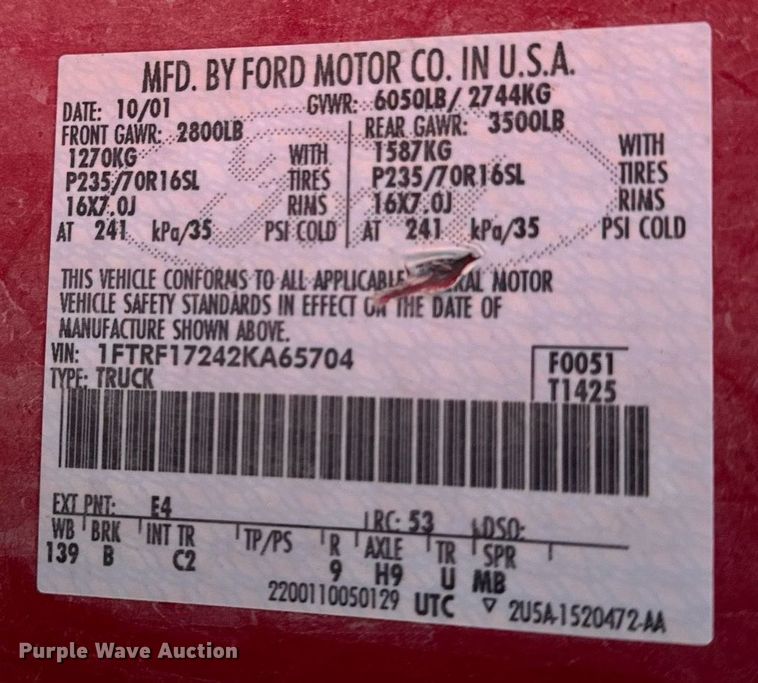 MFD. BY FORD MOTOR CO. IN U.S.A.
DATE: 10/01 GVWR: 6050LB/ 2744KG
FRONT GAWR: 2800LB REAR GAWR: 3500LB
1270KG WITH 1587KG WITH
P235/70R16SL TIRES P235/70R16SL TIRES
16X7.0J RIMS 16X7.0J RIMS
AT 241 kPa/35 PSI COLD AT 241 kPa/35 PSI COLD
THIS VEHICLE CONFORMS TO ALL APPLICABLE MOTOR
VEHICLE SAFETY STANDARDS IN EFFECT ON THE DATE OF
MANUFACTURE SHOWN ABOVE.
VIN: 1FTRF17242KA65704 F0051
TYPE: TRUCK T1425
EXT PNT: E4 RC: 53 DSO:
WB BRK INT TR TP/PS R AXLE TR SPR
139 B C2 9 H9 U MB
2200110050129 UTC ▽ 2U5A-1520472-AA
Purple Wave Auction